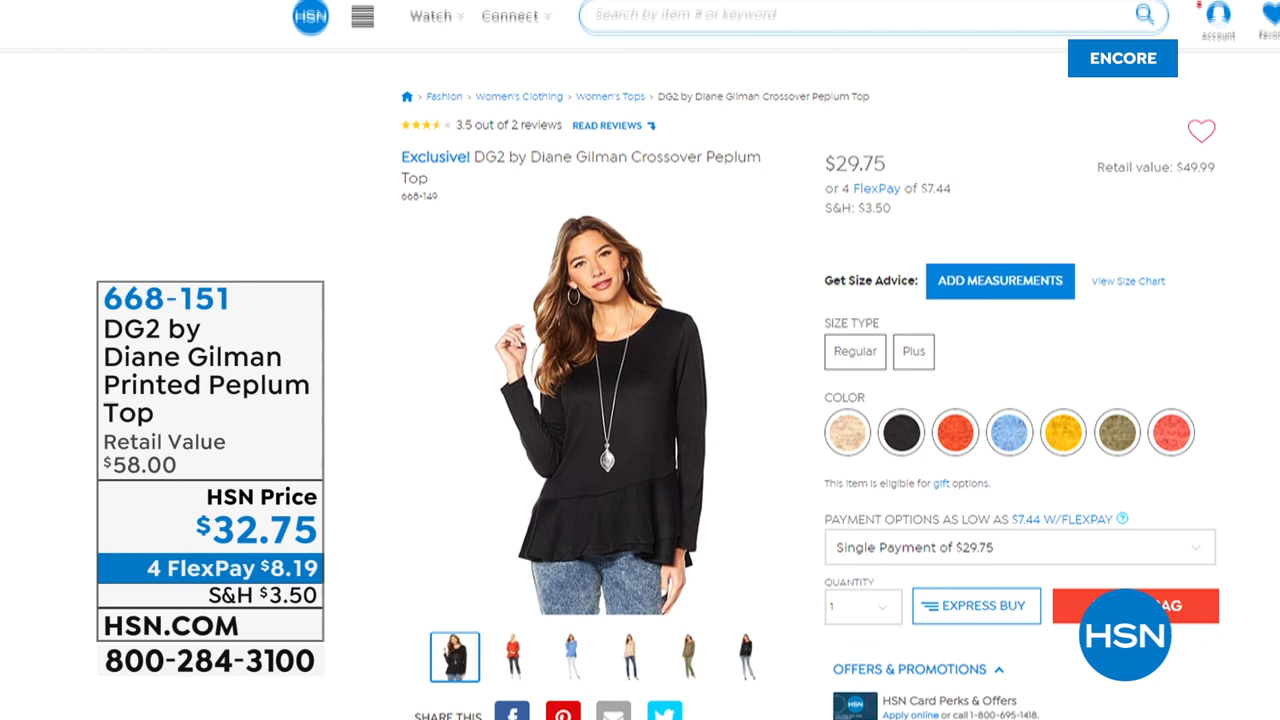 HSN
Watch
Connect
Search by item # or keyword
Account
ENCORE
Fashion > Women's Clothing > Women's Tops > DG2 by Diane Gilman Crossover Peplum Top
3.5 out of 2 reviews READ REVIEWS
Exclusive! DG2 by Diane Gilman Crossover Peplum
Top
668-149
$29.75
Retail value: $49.99
or 4 FlexPay of $7.44
S&H: $3.50
Get Size Advice: ADD MEASUREMENTS View Size Chart
SIZE TYPE
Regular Plus
COLOR
This item is eligible for gift options.
PAYMENT OPTIONS AS LOW AS $7.44 W/FLEXPAY ?
Single Payment of $29.75
QUANTITY
1
EXPRESS BUY
AG
HSN
OFFERS & PROMOTIONS
HSN
HSN Card Perks & Offers
Apply online or call 1-800-695-1418.
SHARE THIS
668-151
DG2 by
Diane Gilman
Printed Peplum
Top
Retail Value
$58.00
HSN Price
$32.75
4 FlexPay $8.19
S&H $3.50
HSN.COM
800-284-3100